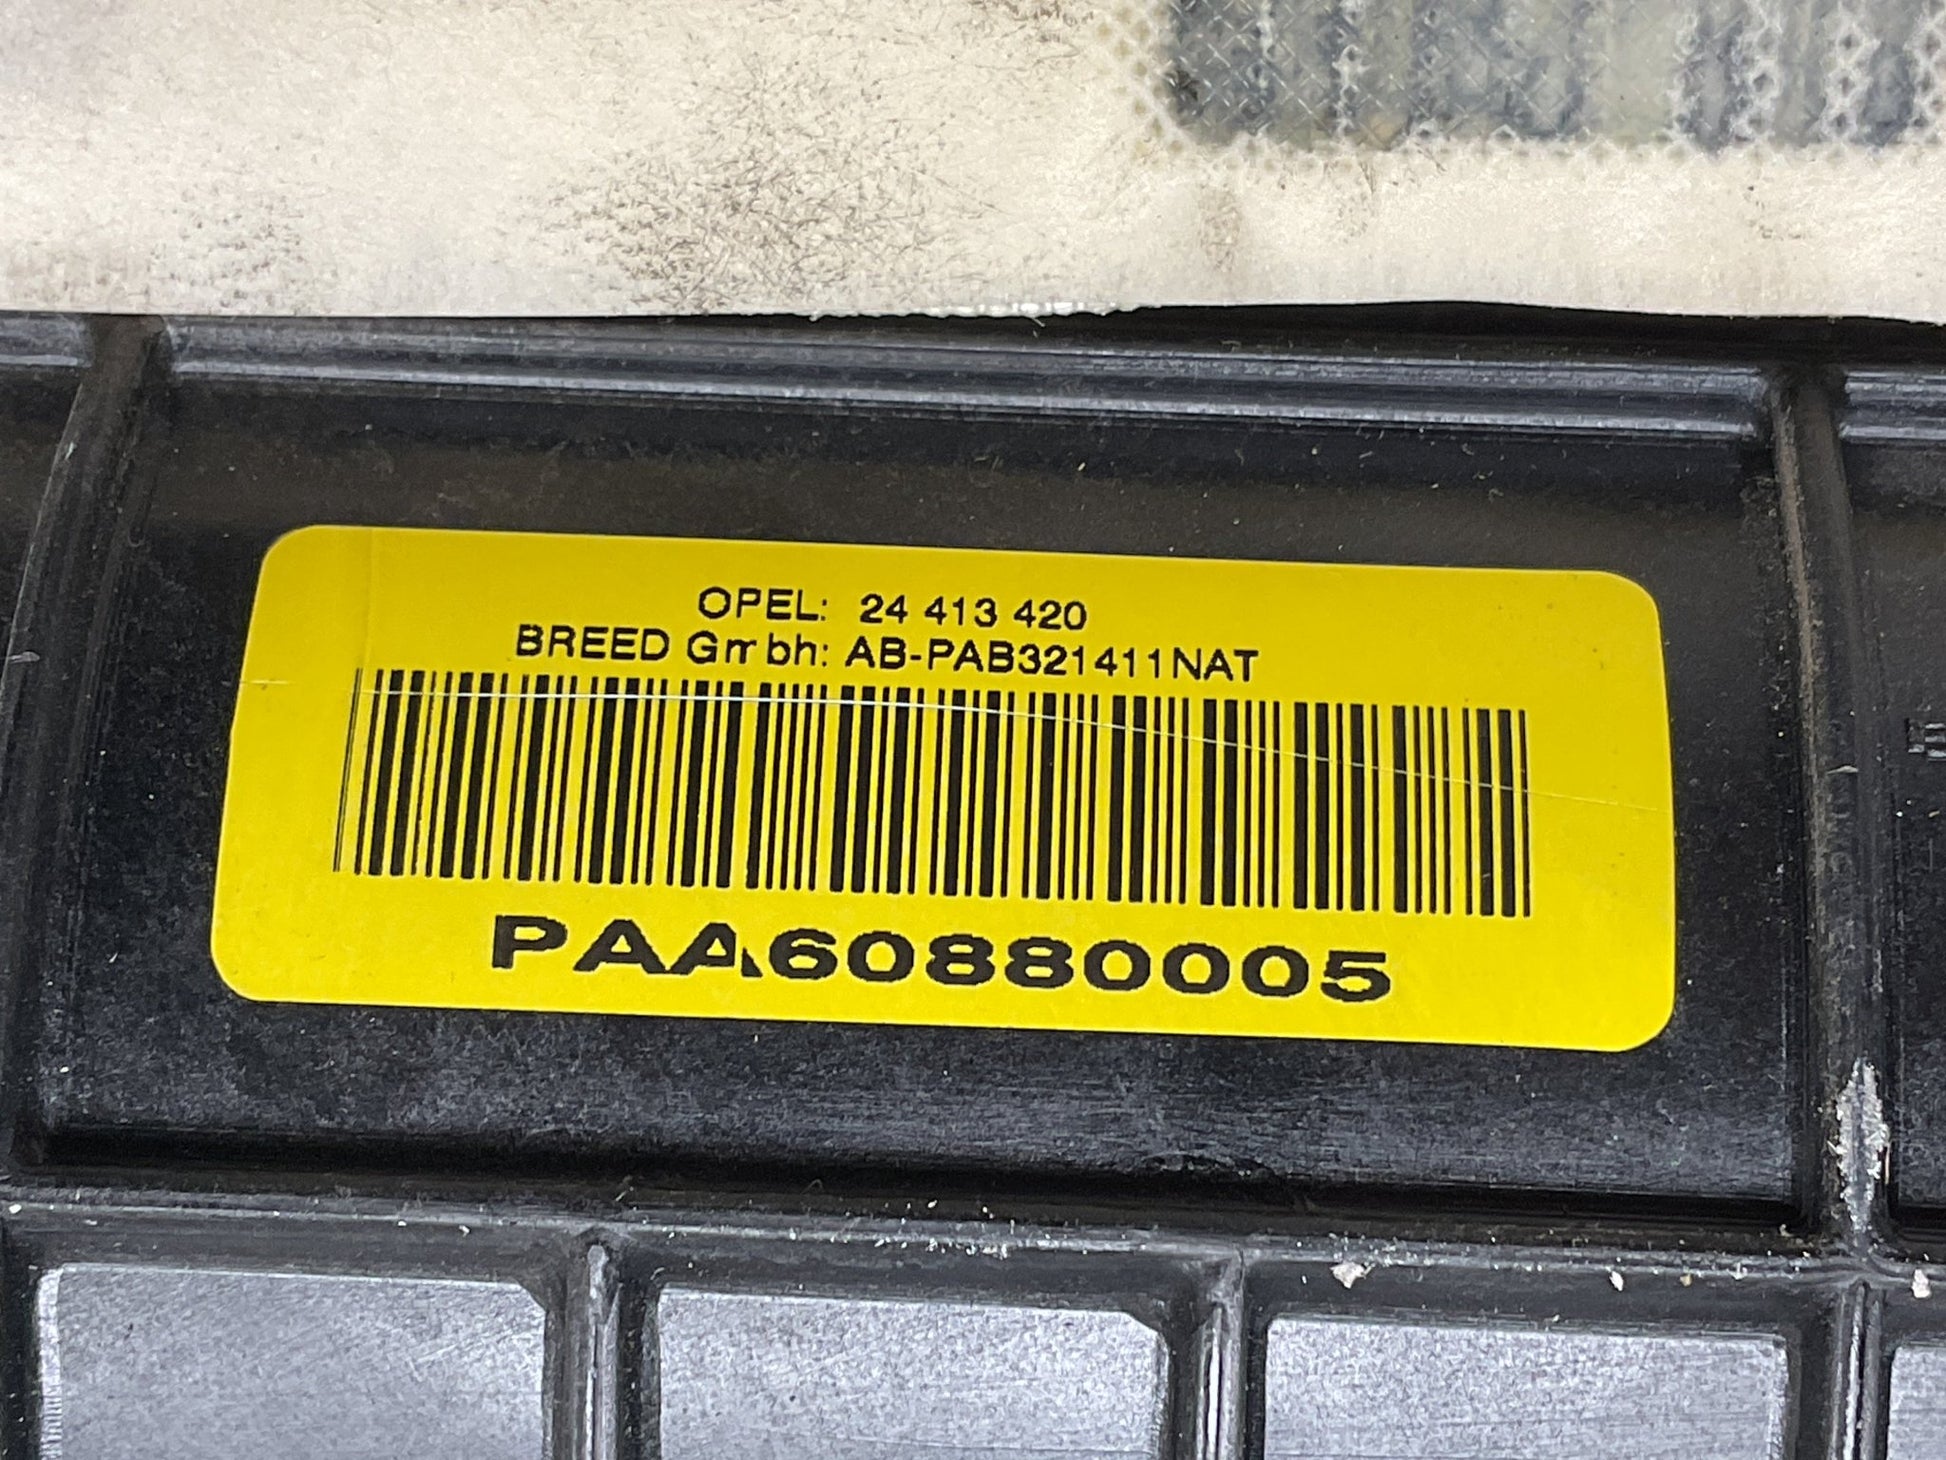 OPEL: 24 413 420
BREED Gmbh: AB-PAB321411NAT
PAA60880005